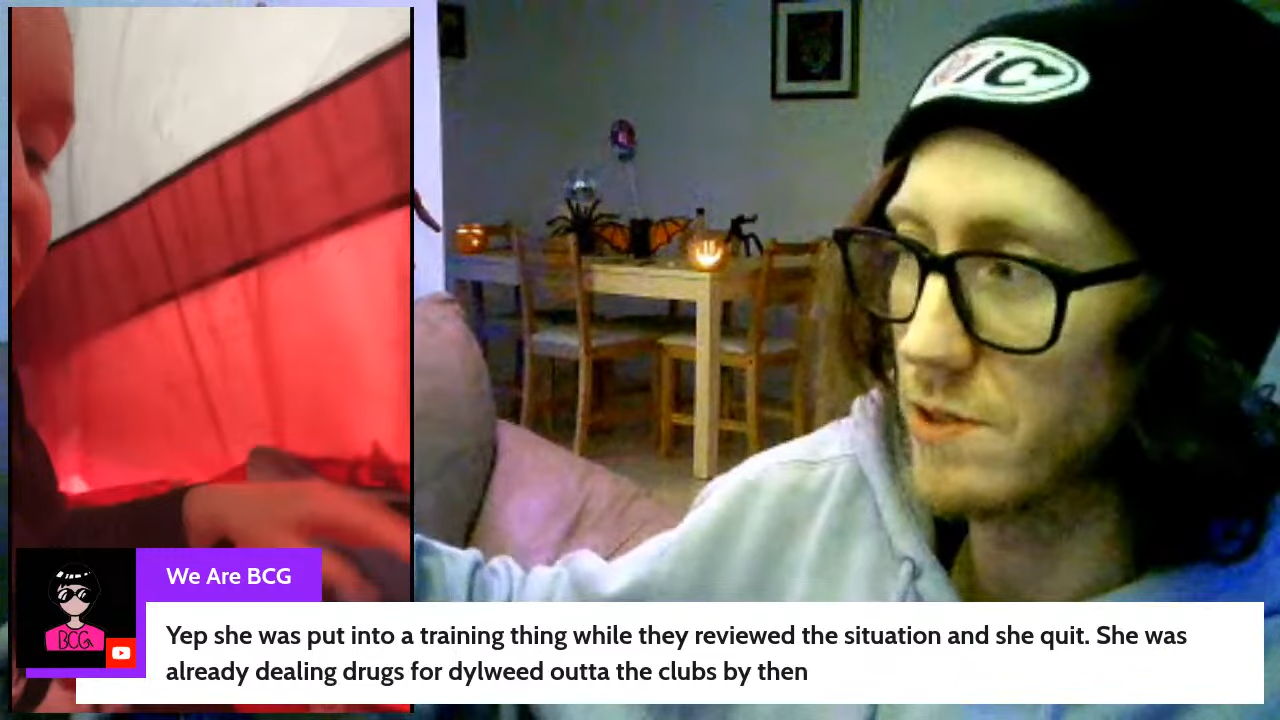 iC
We Are BCG
BCG
Yep she was put into a training thing while they reviewed the situation and she quit. She was
already dealing drugs for dylweed outta the clubs by then